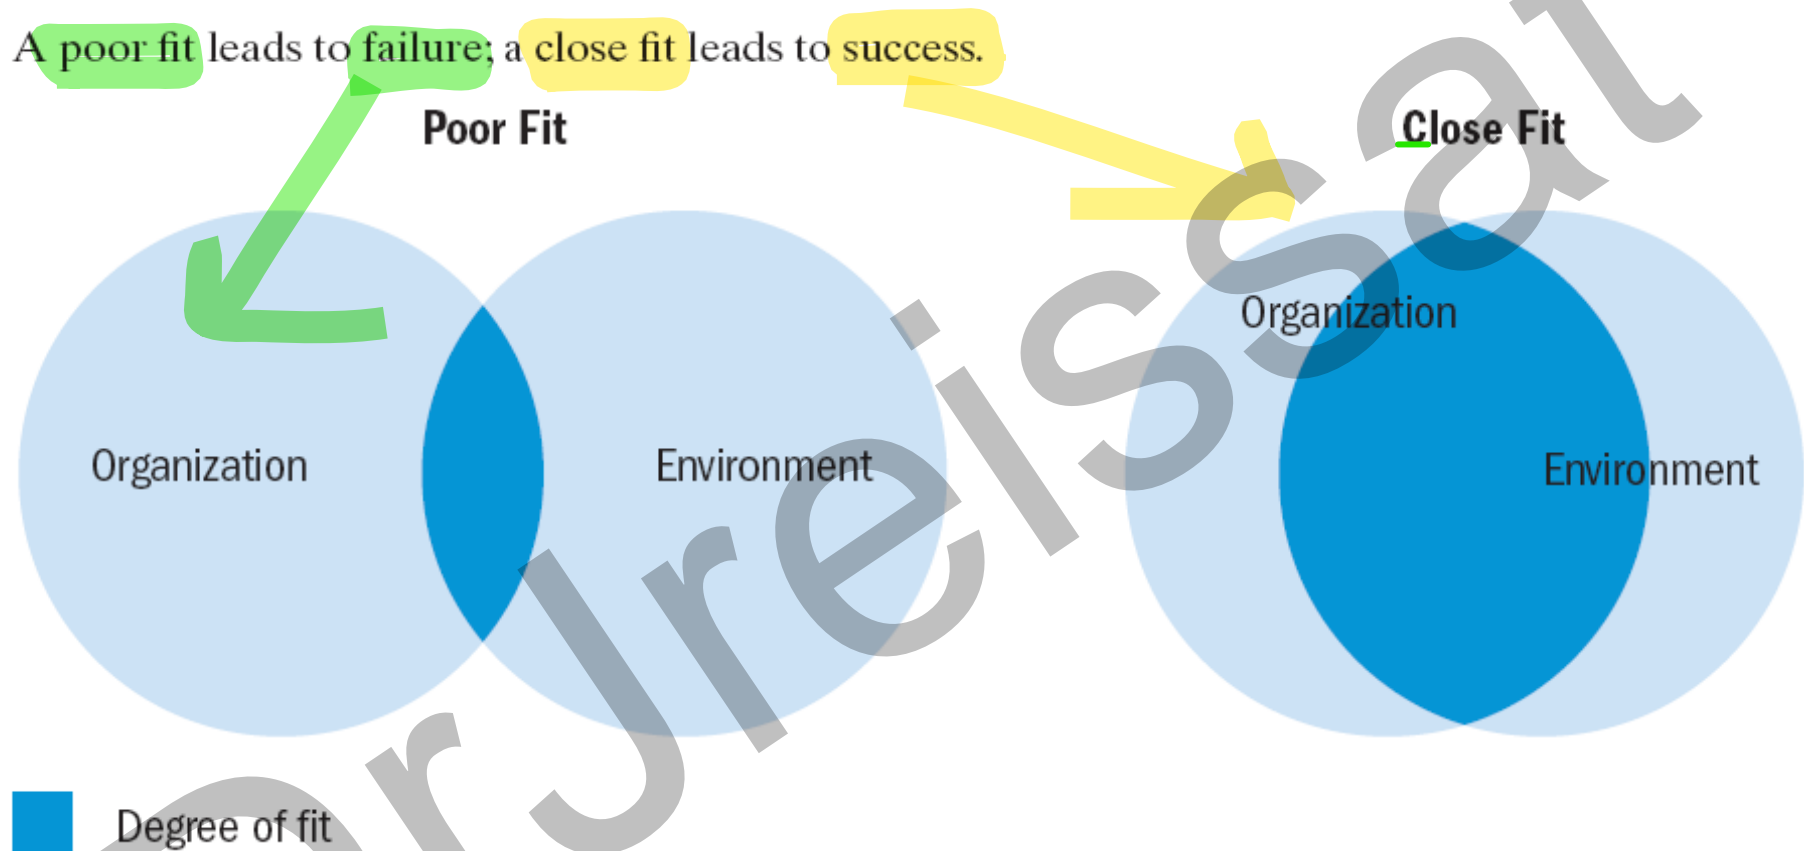 A poor fit leads to failure; a close fit leads to success.
Poor Fit
Close Fit
Organization
Environment
Organization
Environment
Degree of fit
orJreissat